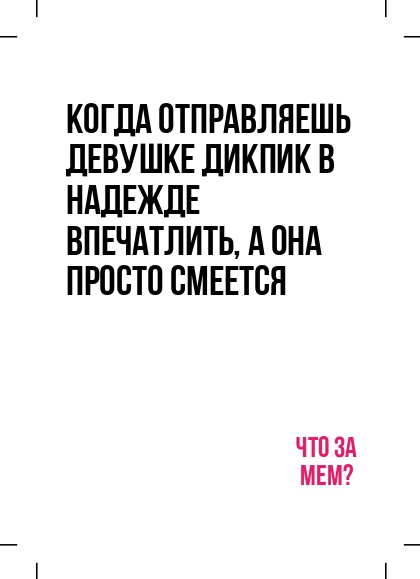 КОГДА ОТПРАВЛЯЕШЬ
ДЕВУШКЕ ДИКПИК В
НАДЕЖДЕ
ВПЕЧАТЛИТЬ, А ОНА
ПРОСТО СМЕЕТСЯ
ЧТО ЗА
МЕМ?